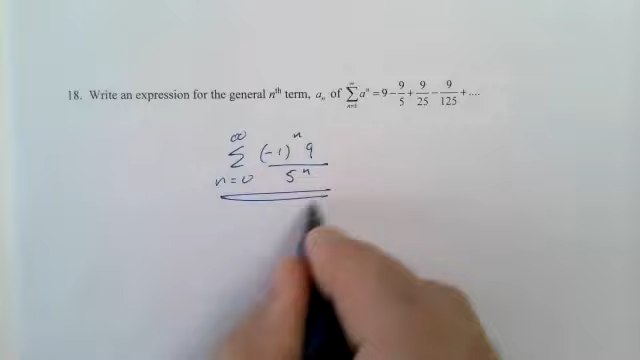 18. Write an expression for the general nᵗʰ term, aₙ of ∑_{n=1}^{∞} aⁿ = 9 − 9/5 + 9/25 − 9/125 + ....
∑_{n=0}^{∞} (-1)ⁿ 9 / 5ⁿ